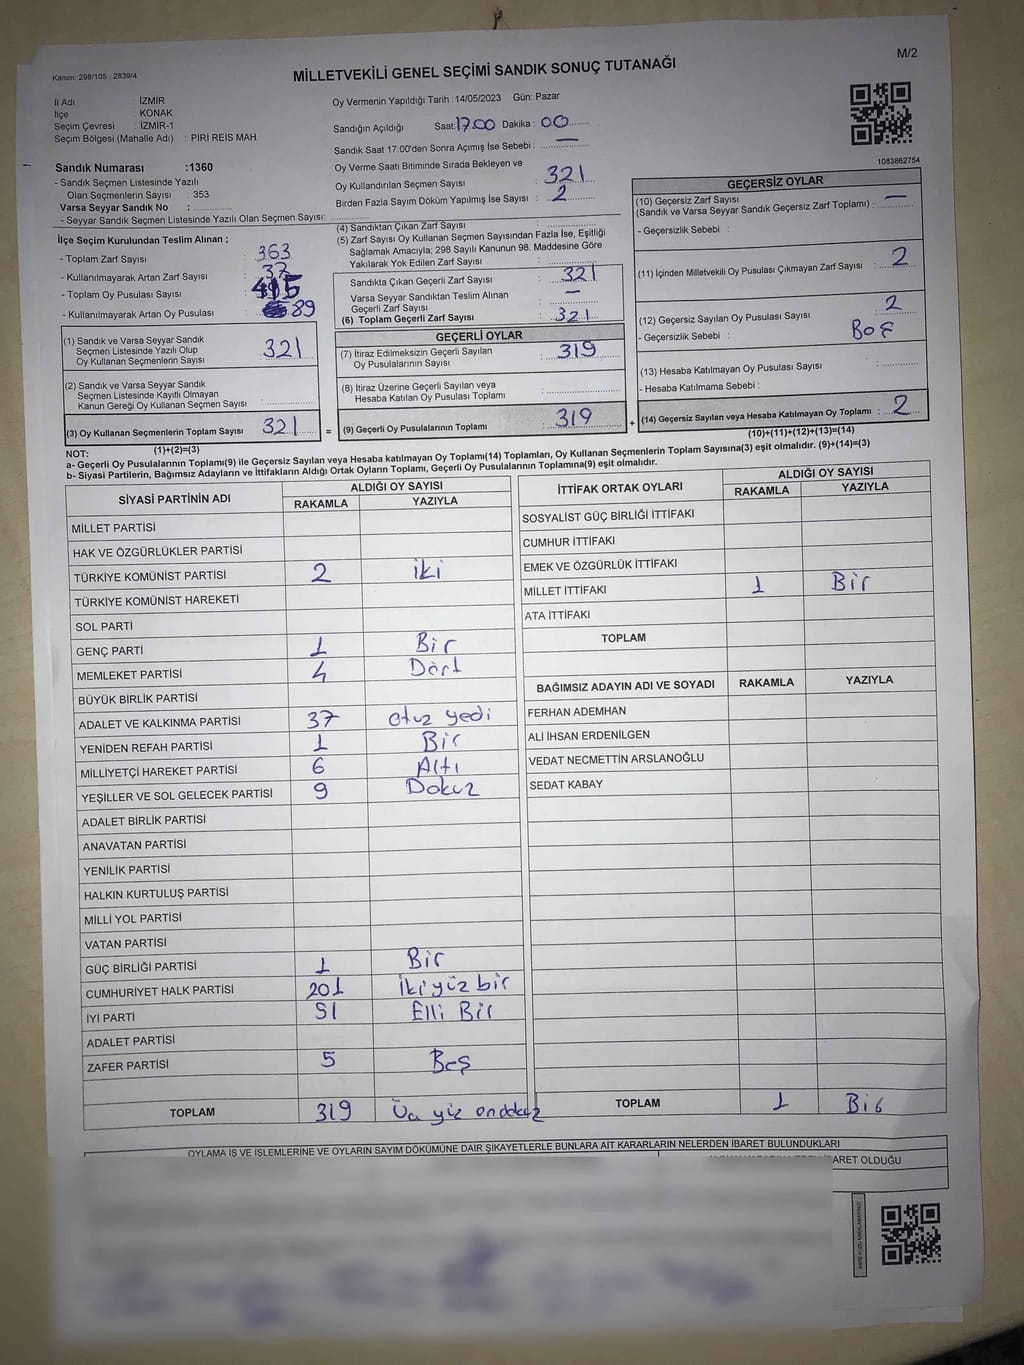 Kanun: 298/105 , 2839/4
M/2
MİLLETVEKİLİ GENEL SEÇİMİ SANDIK SONUÇ TUTANAĞI
İl Adı : İZMİR
İlçe : KONAK
Seçim Çevresi : İZMİR-1
Seçim Bölgesi (Mahalle Adı) : PİRİ REİS MAH.
Sandık Numarası :1360
- Sandık Seçmen Listesinde Yazılı
Olan Seçmenlerin Sayısı : 353
Varsa Seyyar Sandık No :
- Seyyar Sandık Seçmen Listesinde Yazılı Olan Seçmen Sayısı:
Oy Vermenin Yapıldığı Tarih :14/05/2023 Gün: Pazar
Sandığın Açıldığı Saat:17.00 Dakika : 00
Sandık Saat 17:00'den Sonra Açımış İse Sebebi : —
Oy Verme Saati Bitiminde Sırada Bekleyen ve
Oy Kullandırılan Seçmen Sayısı : 321
Birden Fazla Sayım Döküm Yapılmış İse Sayısı : 2
1083862754
İlçe Seçim Kurulundan Teslim Alınan ;
- Toplam Zarf Sayısı : 363
- Kullanılmayarak Artan Zarf Sayısı : 37
- Toplam Oy Pusulası Sayısı :
- Kullanılmayarak Artan Oy Pusulası : 89
(1) Sandık ve Varsa Seyyar Sandık
Seçmen Listesinde Yazılı Olup
Oy Kullanan Seçmenlerin Sayısı : 321
(2) Sandık ve Varsa Seyyar Sandık
Seçmen Listesinde Kayıtlı Olmayan
Kanun Gereği Oy Kullanan Seçmen Sayısı :
(3) Oy Kullanan Seçmenlerin Toplam Sayısı : 321
(1)+(2)=(3)
(4) Sandıktan Çıkan Zarf Sayısı :
(5) Zarf Sayısı Oy Kullanan Seçmen Sayısından Fazla İse, Eşitliği
Sağlamak Amacıyla; 298 Sayılı Kanunun 98. Maddesine Göre
Yakılarak Yok Edilen Zarf Sayısı :
Sandıkta Çıkan Geçerli Zarf Sayısı : 321
Varsa Seyyar Sandıktan Teslim Alınan
Geçerli Zarf Sayısı : —
(6) Toplam Geçerli Zarf Sayısı : 321
GEÇERLİ OYLAR
(7) İtiraz Edilmeksizin Geçerli Sayılan
Oy Pusulalarının Sayısı : 319
(8) İtiraz Üzerine Geçerli Sayılan veya
Hesaba Katılan Oy Pusulası Toplamı :
= (9) Geçerli Oy Pusulalarının Toplamı : 319 +
GEÇERSİZ OYLAR
(10) Geçersiz Zarf Sayısı
(Sandık ve Varsa Seyyar Sandık Geçersiz Zarf Toplamı) : —
- Geçersizlik Sebebi :
(11) İçinden Milletvekili Oy Pusulası Çıkmayan Zarf Sayısı : 2
(12) Geçersiz Sayılan Oy Pusulası Sayısı : 2
- Geçersizlik Sebebi : Boş
(13) Hesaba Katılmayan Oy Pusulası Sayısı :
- Hesaba Katılmama Sebebi :
(14) Geçersiz Sayılan veya Hesaba Katılmayan Oy Toplamı : 2
(10)+(11)+(12)+(13)=(14)
NOT:
a- Geçerli Oy Pusulalarının Toplamı(9) ile Geçersiz Sayılan veya Hesaba Katılmayan Oy Toplamı(14) Toplamları, Oy Kullanan Seçmenlerin Toplam Sayısına(3) eşit olmalıdır. (9)+(14)=(3)
b- Siyasi Partilerin, Bağımsız Adayların ve İttifakların Aldığı Ortak Oyların Toplamı, Geçerli Oy Pusulalarının Toplamına(9) eşit olmalıdır.
SİYASİ PARTİNİN ADI
ALDIĞI OY SAYISI
RAKAMLA YAZIYLA
MİLLET PARTİSİ
HAK VE ÖZGÜRLÜKLER PARTİSİ
TÜRKİYE KOMÜNİST PARTİSİ 2 iki
TÜRKİYE KOMÜNİST HAREKETİ
SOL PARTİ
GENÇ PARTİ 1 Bir
MEMLEKET PARTİSİ 4 Dört
BÜYÜK BİRLİK PARTİSİ
ADALET VE KALKINMA PARTİSİ 37 otuz yedi
YENİDEN REFAH PARTİSİ 1 Bir
MİLLİYETÇİ HAREKET PARTİSİ 6 Altı
YEŞİLLER VE SOL GELECEK PARTİSİ 9 Dokuz
ADALET BİRLİK PARTİSİ
ANAVATAN PARTİSİ
YENİLİK PARTİSİ
HALKIN KURTULUŞ PARTİSİ
MİLLİ YOL PARTİSİ
VATAN PARTİSİ
GÜÇ BİRLİĞİ PARTİSİ 1 Bir
CUMHURİYET HALK PARTİSİ 201 İki yüz bir
İYİ PARTİ 51 Elli Bir
ADALET PARTİSİ
ZAFER PARTİSİ 5 Beş
TOPLAM 319 Üç yüz ondokuz
İTTİFAK ORTAK OYLARI
ALDIĞI OY SAYISI
RAKAMLA YAZIYLA
SOSYALİST GÜÇ BİRLİĞİ İTTİFAKI
CUMHUR İTTİFAKI
EMEK VE ÖZGÜRLÜK İTTİFAKI
MİLLET İTTİFAKI 1 Bir
ATA İTTİFAKI
TOPLAM
BAĞIMSIZ ADAYIN ADI VE SOYADI RAKAMLA YAZIYLA
FERHAN ADEMHAN
ALİ İHSAN ERDENİLGEN
VEDAT NECMETTİN ARSLANOĞLU
SEDAT KABAY
TOPLAM 1 Bir
OYLAMA İŞ VE İŞLEMLERİNE VE OYLARIN SAYIM DÖKÜMÜNE DAİR ŞİKAYETLERLE BUNLARA AİT KARARLARIN NELERDEN İBARET BULUNDUKLARI
BARET OLDUĞU